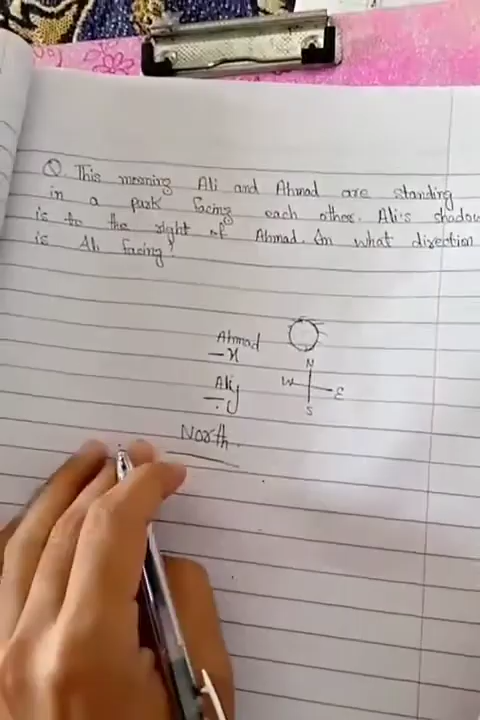 Q. This morning Ali and Ahmad are standing
in a park facing each other. Ali's shadow
is to the right of Ahmad. In what direction
is Ali facing?
Ahmad
N
Ali
W E
S
North